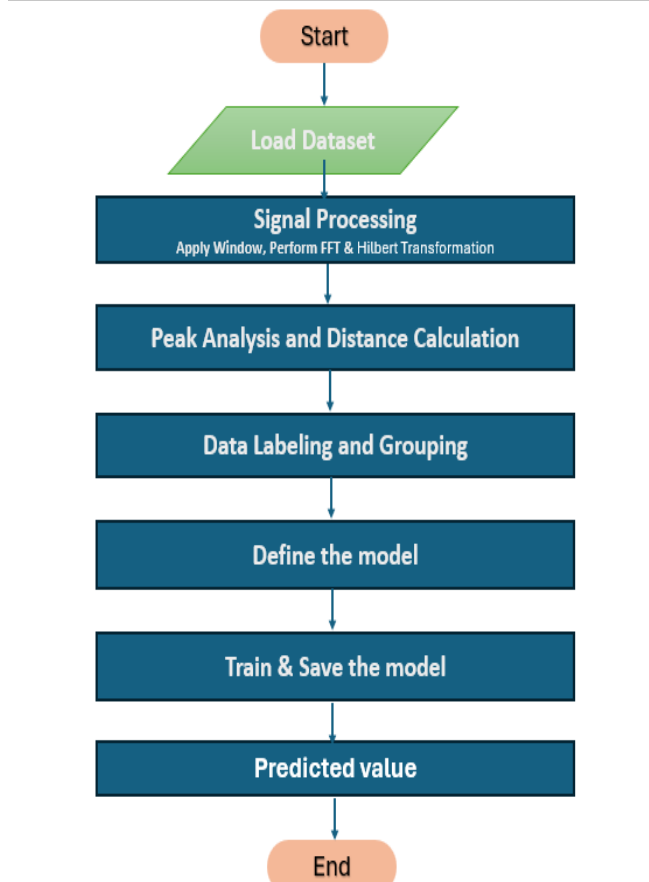 Start
Load Dataset
Signal Processing
Apply Window, Perform FFT & Hilbert Transformation
Peak Analysis and Distance Calculation
Data Labeling and Grouping
Define the model
Train & Save the model
Predicted value
End